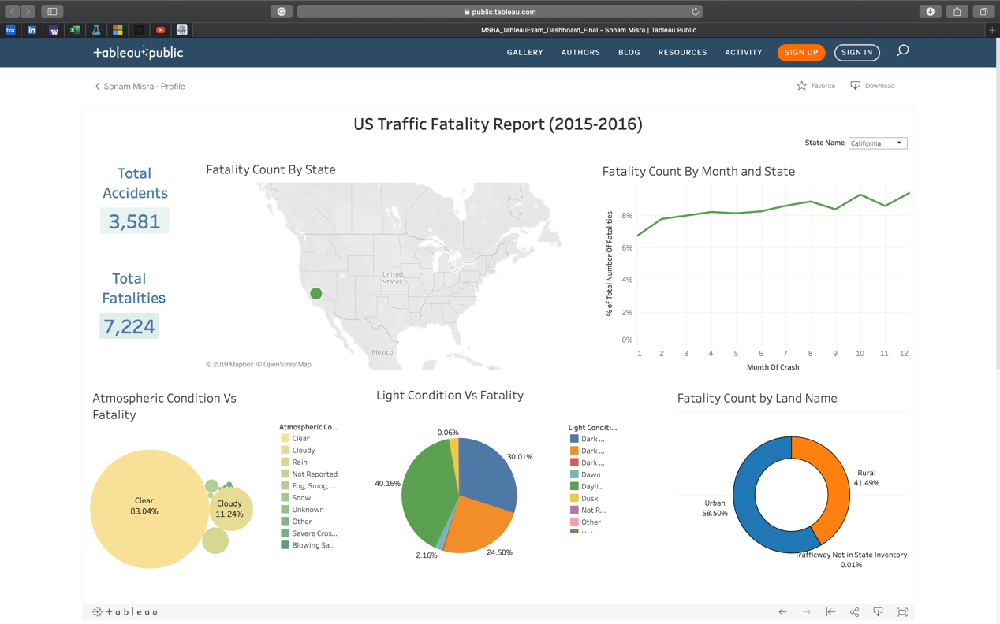 public.tableau.com
box
in
W
MSBA_TableauExam_Dashboard_Final - Sonam Misra | Tableau Public
+ableau public
GALLERY AUTHORS BLOG RESOURCES ACTIVITY SIGN UP SIGN IN
Sonam Misra - Profile
Favorite Download
US Traffic Fatality Report (2015-2016)
State Name California
Total
Accidents
3,581
Total
Fatalities
7,224
Fatality Count By State
United
States
Mexico
© 2019 Mapbox © OpenStreetMap
Fatality Count By Month and State
% of Total Number Of Fatalities
8%
6%
4%
2%
0%
1 2 3 4 5 6 7 8 9 10 11 12
Month Of Crash
Atmospheric Condition Vs
Fatality
Clear
83.04%
Cloudy
11.24%
Atmospheric Co...
Clear
Cloudy
Rain
Not Reported
Fog, Smog, ...
Snow
Unknown
Other
Severe Cros...
Blowing Sa...
Light Condition Vs Fatality
0.06%
30.01%
40.16%
2.16%
24.50%
Light Conditi...
Dark ...
Dark ...
Dark ...
Dawn
Dayli...
Dusk
Not R...
Other
Fatality Count by Land Name
Rural
41.49%
Urban
58.50%
Trafficway Not in State Inventory
0.01%
+ableau